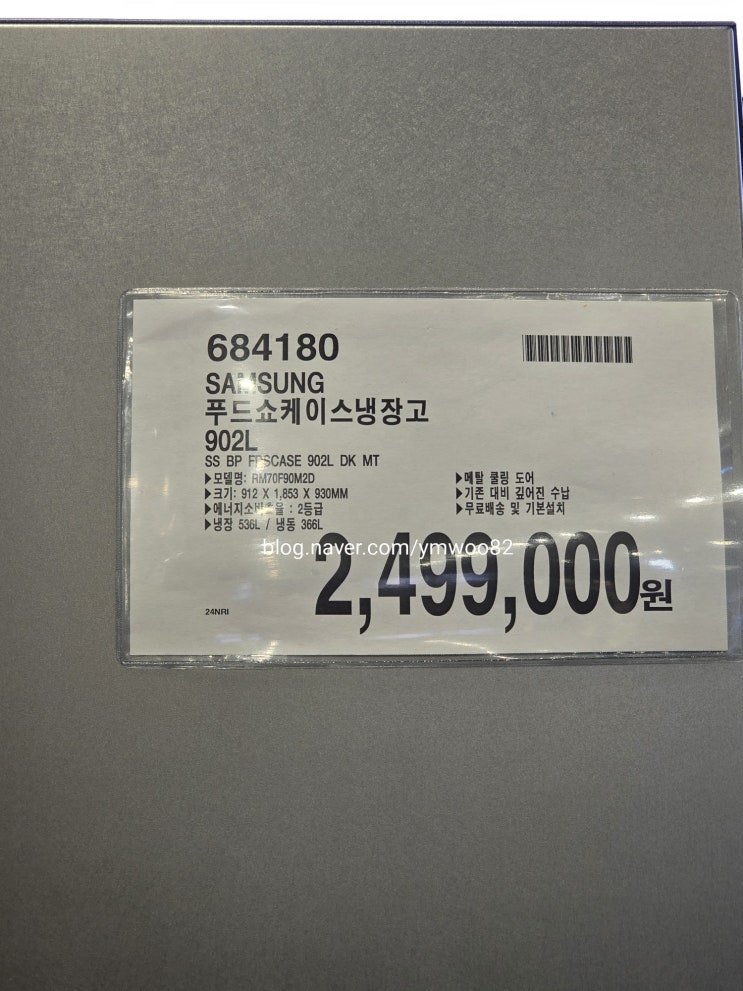 684180
SAMSUNG
푸드쇼케이스냉장고
902L
SS BP FDSCASE 902L DK MT
▶모델명: RM70F90M2D
▶크기: 912 X 1,853 X 930MM
▶에너지소비효율 : 2등급
▶냉장 536L / 냉동 366L
▶메탈 쿨링 도어
▶기존 대비 깊어진 수납
▶무료배송 및 기본설치
blog.naver.com/ymwoo82
2,499,000원
24NRI